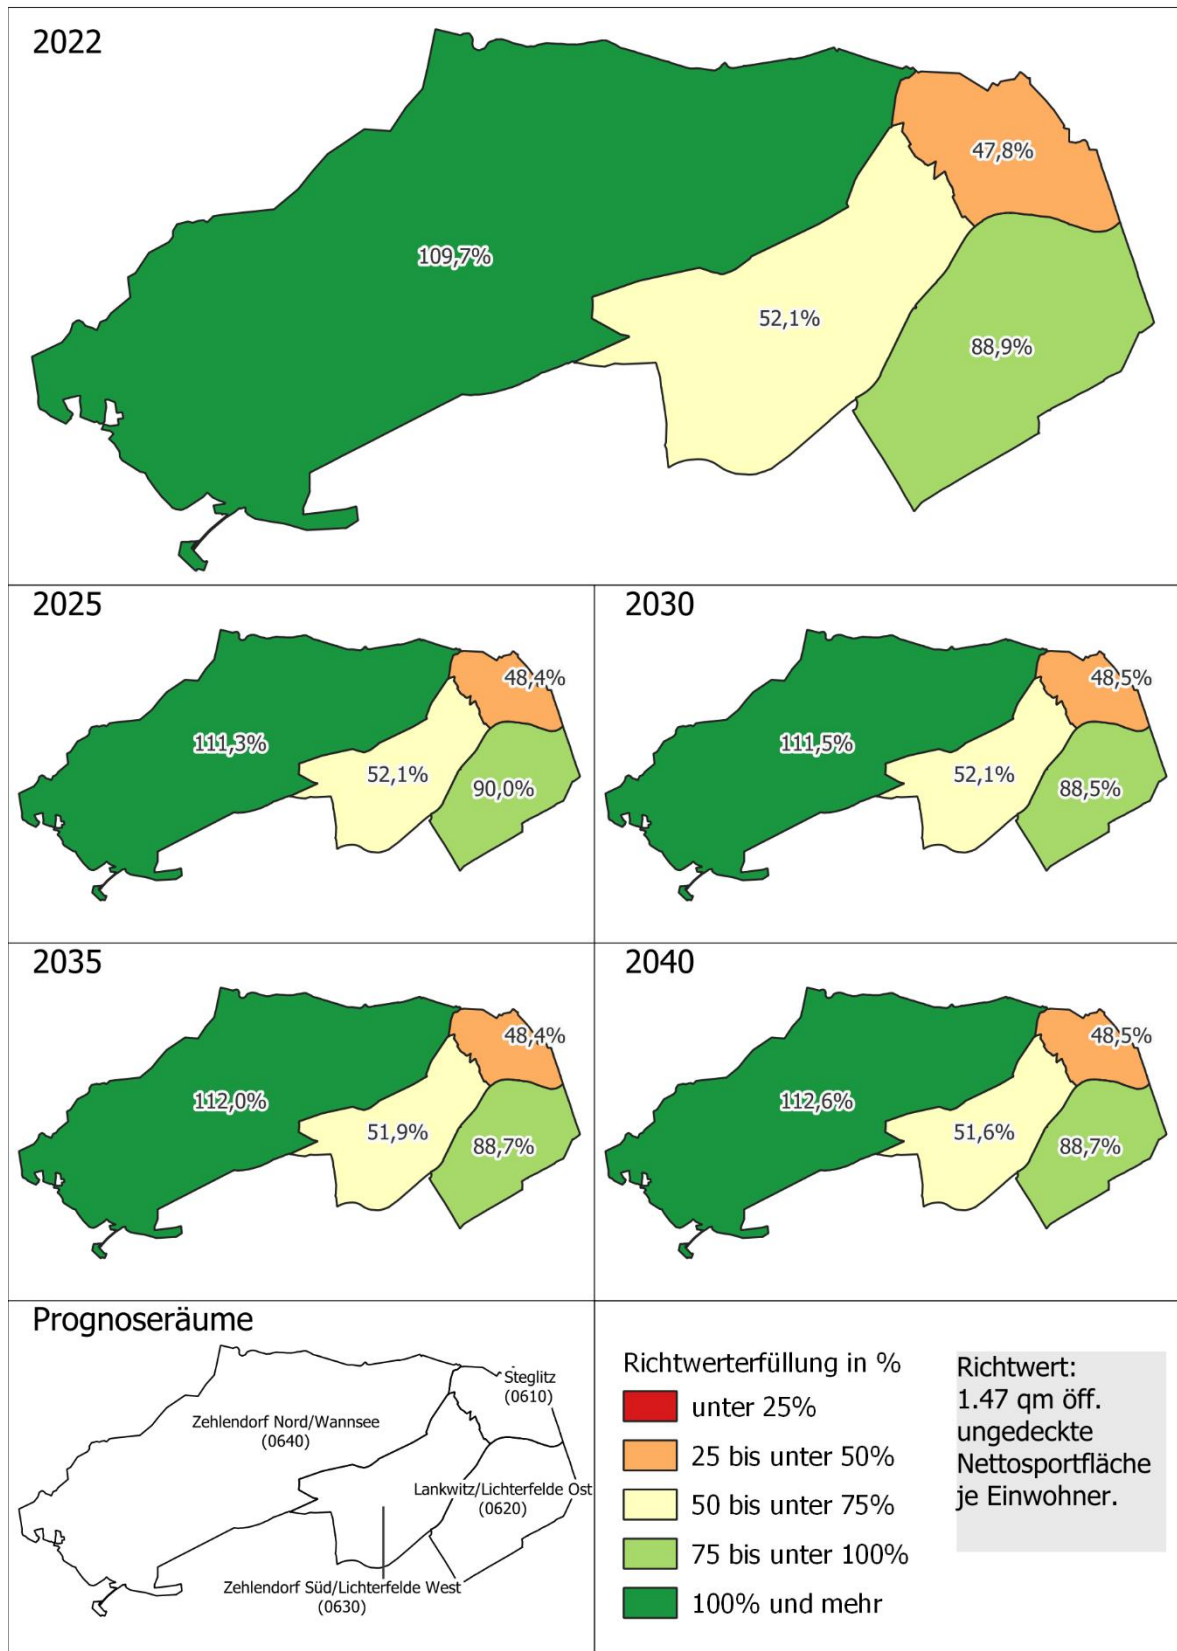 2022
47,8%
109,7%
52,1%
88,9%
2025
48,4%
111,3%
52,1%
90,0%
2030
48,5%
111,5%
52,1%
88,5%
2035
48,4%
112,0%
51,9%
88,7%
2040
48,5%
112,6%
51,6%
88,7%
Prognoseräume
Steglitz
(0610)
Zehlendorf Nord/Wannsee
(0640)
Lankwitz/Lichterfelde Ost
(0620)
Zehlendorf Süd/Lichterfelde West
(0630)
Richtwerterfüllung in %
unter 25%
25 bis unter 50%
50 bis unter 75%
75 bis unter 100%
100% und mehr
Richtwert:
1.47 qm öff.
ungedeckte
Nettosportfläche
je Einwohner.